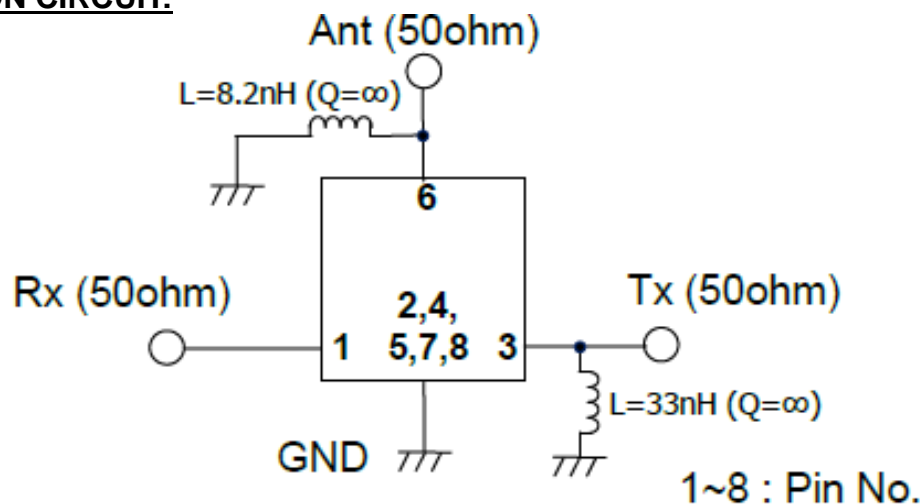 ON CIRCUIT:
Ant (50ohm)
L=8.2nH (Q=∞)
6
Rx (50ohm)
Tx (50ohm)
2,4,
1 5,7,8 3
L=33nH (Q=∞)
GND
1~8 : Pin No.